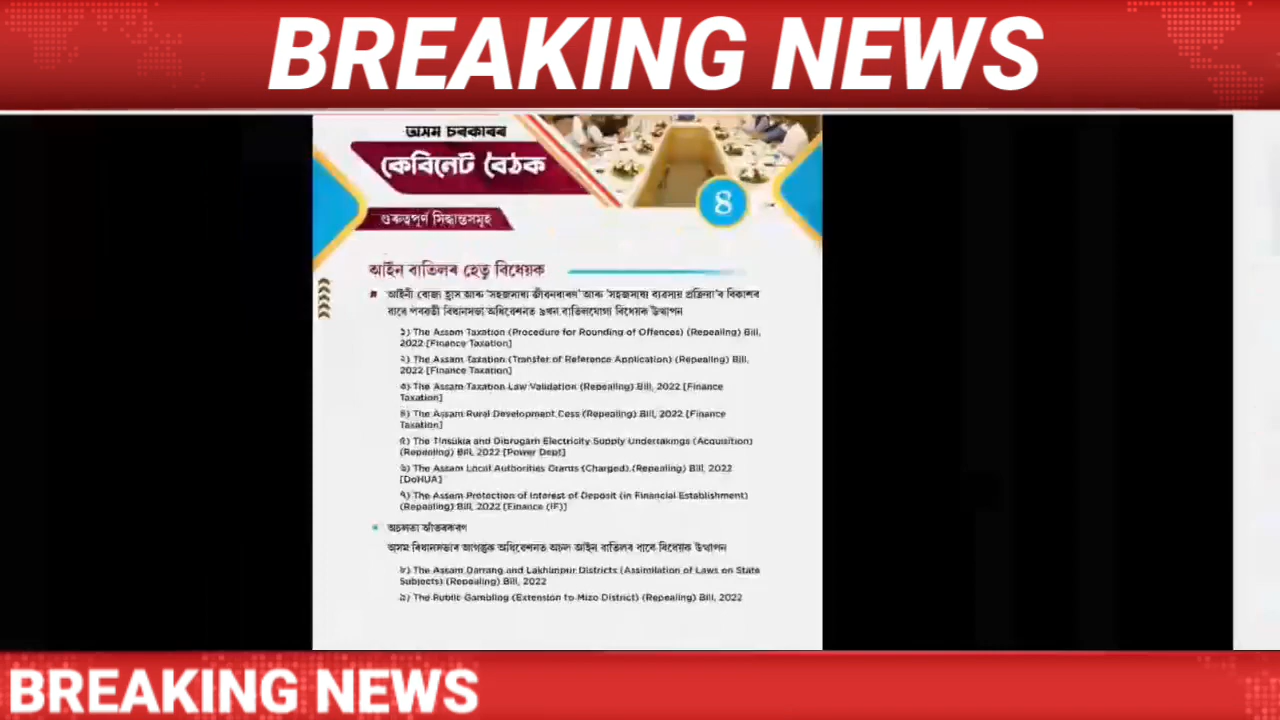 BREAKING NEWS
অসম চৰকাৰৰ
কেবিনেট বৈঠক
8
গুৰুত্বপূৰ্ণ সিদ্ধান্তসমূহ
আইন বাতিলৰ হেতু বিধেয়ক
আইনী বোজা হ্ৰাস আৰু 'সহজসাধ্য জীৱনধাৰণ' আৰু 'সহজসাধ্য ব্যৱসায় প্ৰক্ৰিয়া'ৰ বিকাশৰ
বাবে পৰৱৰ্তী বিধানসভা অধিৱেশনত ৯খন বাতিলযোগ্য বিধেয়ক উত্থাপন
১) The Assam Taxation (Procedure for Rounding of Offences) (Repealing) Bill,
2022 [Finance Taxation]
২) The Assam Taxation (Transfer of Reference Application) (Repealing) Bill,
2022 [Finance Taxation]
৩) The Assam Taxation Law Validation (Repealing) Bill, 2022 [Finance
Taxation]
৪) The Assam Rural Development Cess (Repealing) Bill, 2022 [Finance
Taxation]
৫) The Tinsukia and Dibrugarh Electricity Supply Undertakings (Acquisition)
(Repealing) Bill, 2022 [Power Dept]
৬) The Assam Local Authorities Grants (Charged) (Repealing) Bill, 2022
[DoHUA]
৭) The Assam Protection of Interest of Deposit (in Financial Establishment)
(Repealing) Bill, 2022 [Finance (IF)]
অচলতা আঁতৰকৰণ
অসম বিধানসভাৰ আগন্তুক অধিৱেশনত অচল আইন বাতিলৰ বাবে বিধেয়ক উত্থাপন
৮) The Assam Darrang and Lakhimpur Districts (Assimilation of Laws on State
Subjects) (Repealing) Bill, 2022
৯) The Public Gambling (Extension to Mizo District) (Repealing) Bill, 2022
BREAKING NEWS